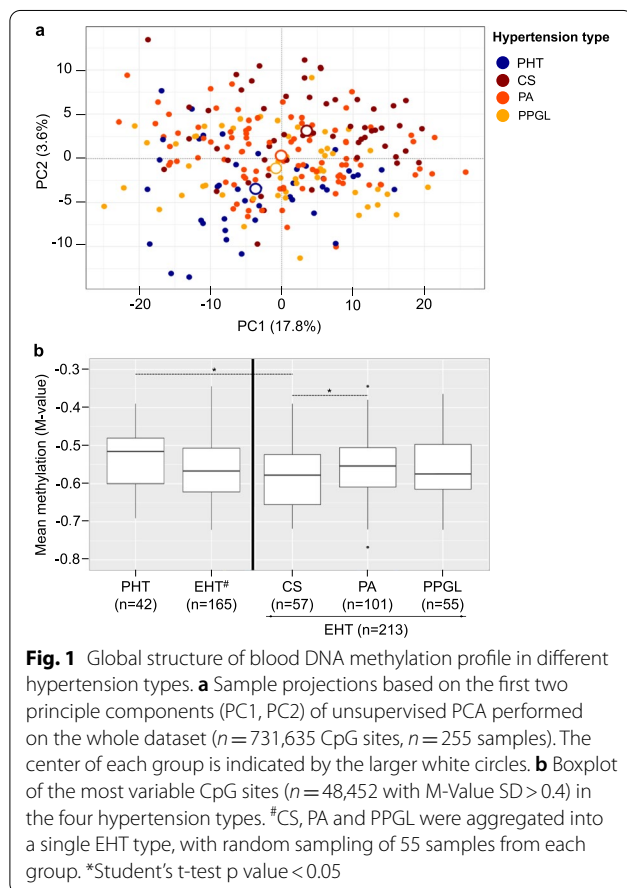 a
Hypertension type
PHT
CS
PA
PPGL
10
5
0
-5
-10
PC2 (3.6%)
-20 -10 0 10 20
PC1 (17.8%)
b
-0.3
-0.4
-0.5
-0.6
-0.7
-0.8
Mean methylation (M-value)
* *
PHT EHT# CS PA PPGL
(n=42) (n=165) (n=57) (n=101) (n=55)
EHT (n=213)
Fig. 1 Global structure of blood DNA methylation profile in different
hypertension types. a Sample projections based on the first two
principle components (PC1, PC2) of unsupervised PCA performed
on the whole dataset (n = 731,635 CpG sites, n = 255 samples). The
center of each group is indicated by the larger white circles. b Boxplot
of the most variable CpG sites (n = 48,452 with M-Value SD > 0.4) in
the four hypertension types. #CS, PA and PPGL were aggregated into
a single EHT type, with random sampling of 55 samples from each
group. *Student's t-test p value < 0.05